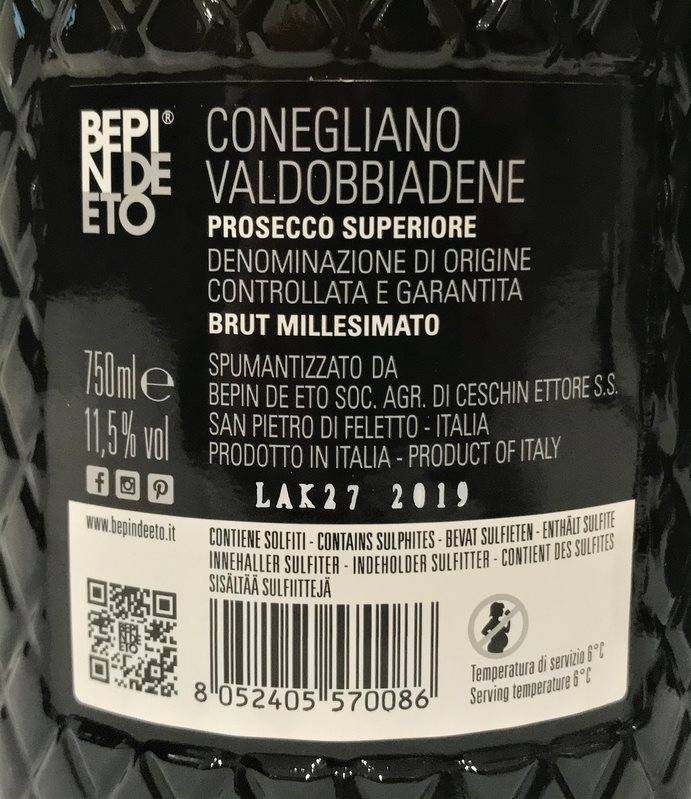 BEPI®
N DE
ETO
CONEGLIANO
VALDOBBIADENE
PROSECCO SUPERIORE
DENOMINAZIONE DI ORIGINE
CONTROLLATA E GARANTITA
BRUT MILLESIMATO
750ml e
11,5% vol
SPUMANTIZZATO DA
BEPIN DE ETO SOC. AGR. DI CESCHIN ETTORE S.S.
SAN PIETRO DI FELETTO - ITALIA
PRODOTTO IN ITALIA - PRODUCT OF ITALY
LAK27 2019
www.bepindeeto.it
CONTIENE SOLFITI - CONTAINS SULPHITES - BEVAT SULFIETEN - ENTHÄLT SULFITE
INNEHALLER SULFITER - INDEHOLDER SULFITTER - CONTIENT DES SULFITES
SISÄLTÄÄ SULFIITTEJÄ
BEPI
N DE
ETO
8 052405 570086
Temperatura di servizio 6°C
Serving temperature 6°C